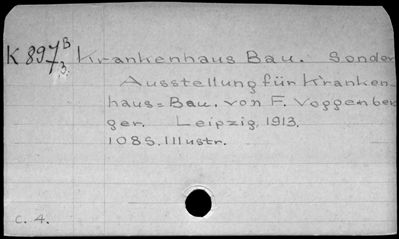 K 897 B 3. Krankenhaus Bau. Sonder
Ausstellung für Kranken-
haus=Bau. von F. Voggenber
ger. Leipzig. 1913.
108 S. Illustr.
C. 4.